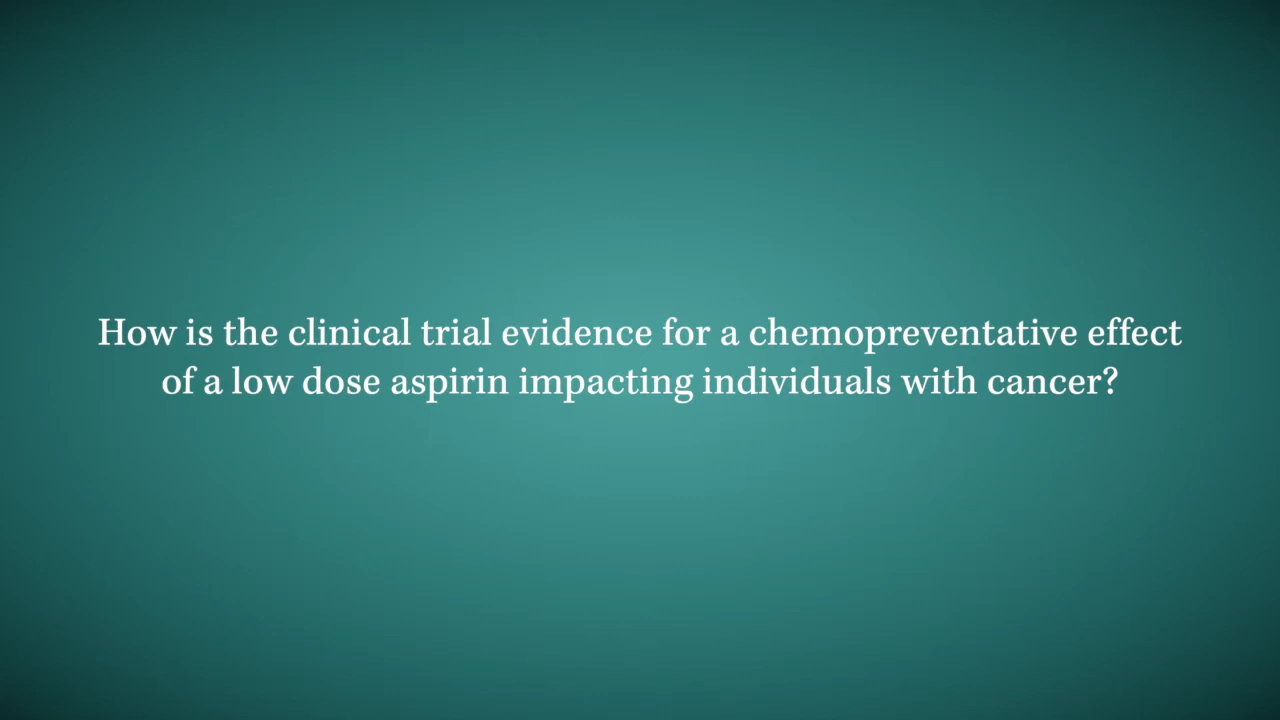 How is the clinical trial evidence for a chemopreventative effect
of a low dose aspirin impacting individuals with cancer?